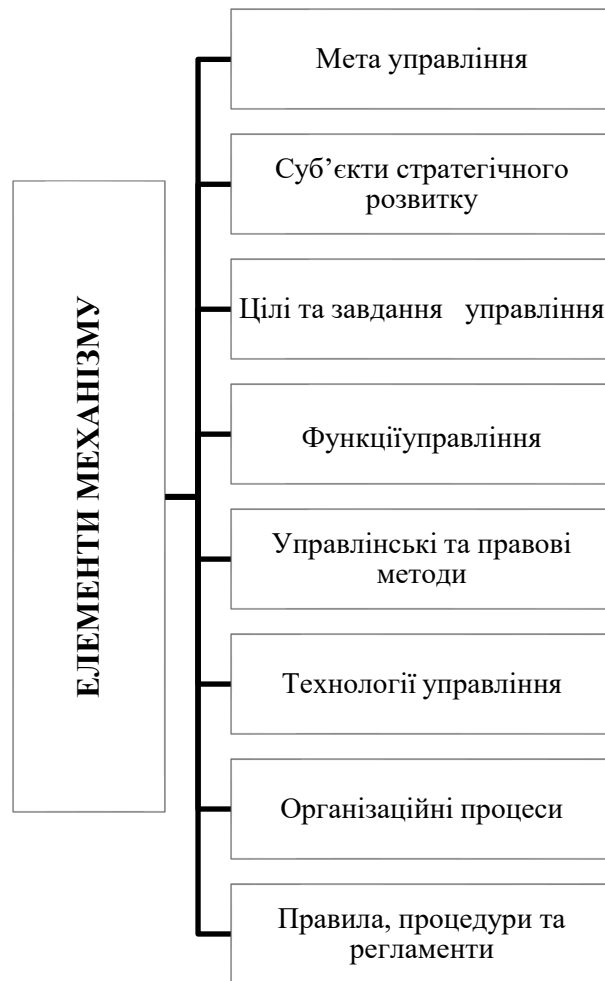 ЕЛЕМЕНТИ МЕХАНІЗМУ
Мета управління
Суб’єкти стратегічного
розвитку
Цілі та завдання управління
Функціїуправління
Управлінські та правові
методи
Технології управління
Організаційні процеси
Правила, процедури та
регламенти